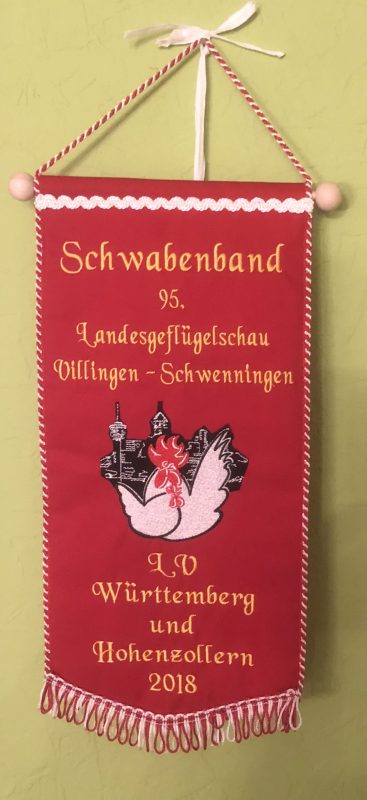 Schwabenband
95.
Landesgeflügelschau
Villingen - Schwenningen
LV
Württemberg
und
Hohenzollern
2018